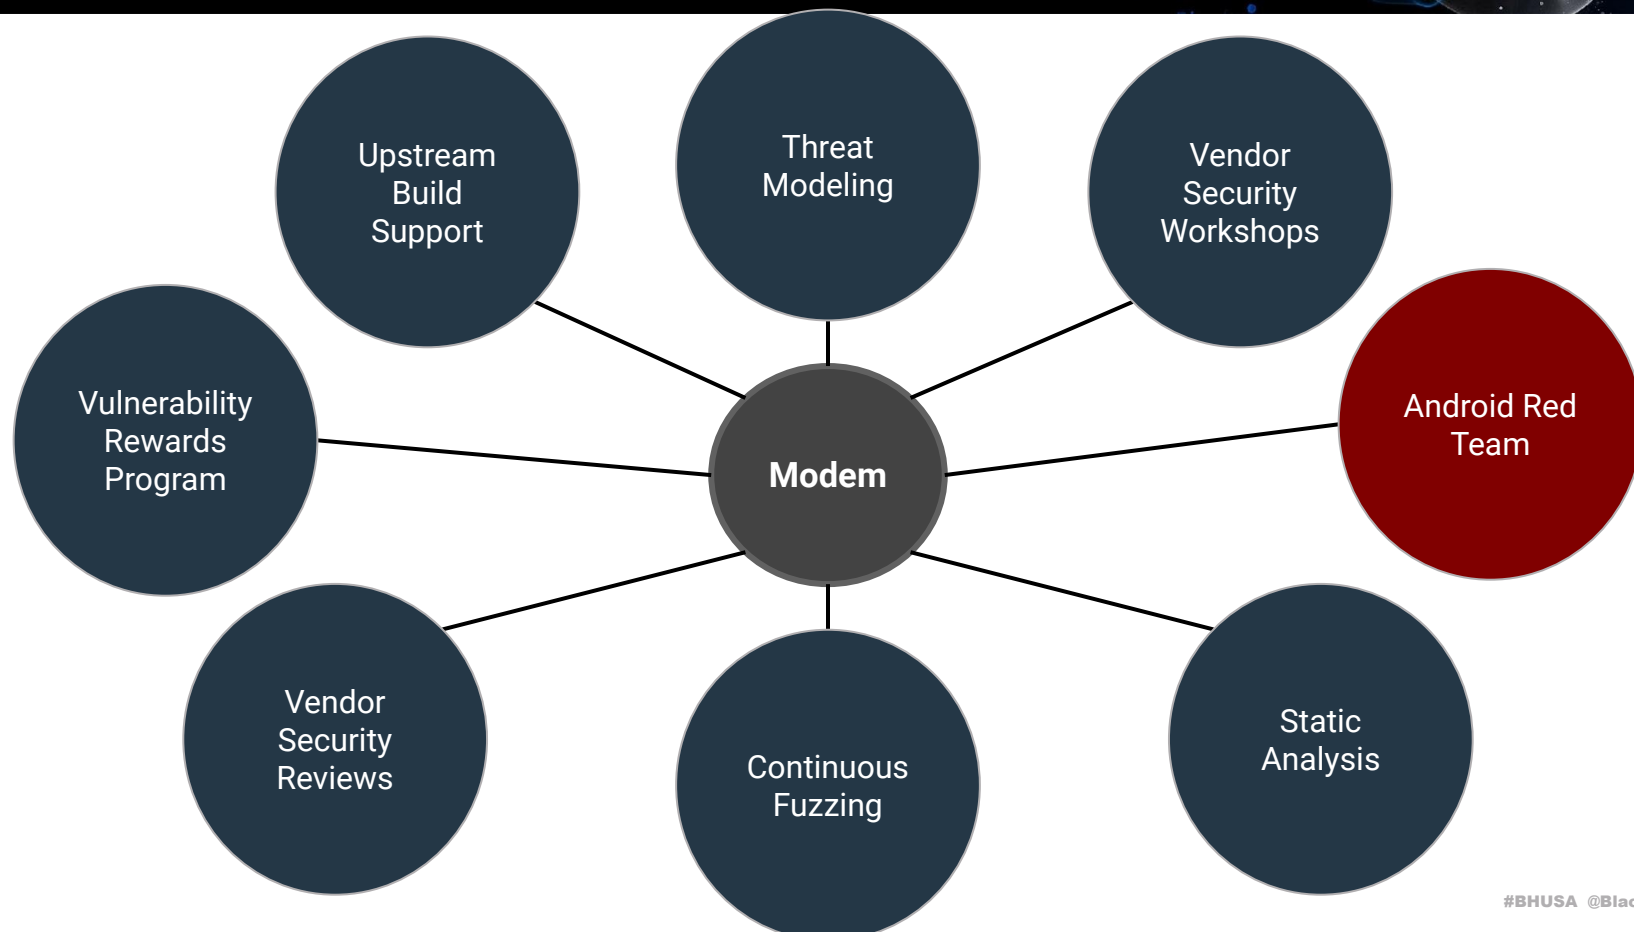 Threat
Modeling
Upstream
Build
Support
Vendor
Security
Workshops
Vulnerability
Rewards
Program
Android Red
Team
Modem
Vendor
Security
Reviews
Continuous
Fuzzing
Static
Analysis
#BHUSA